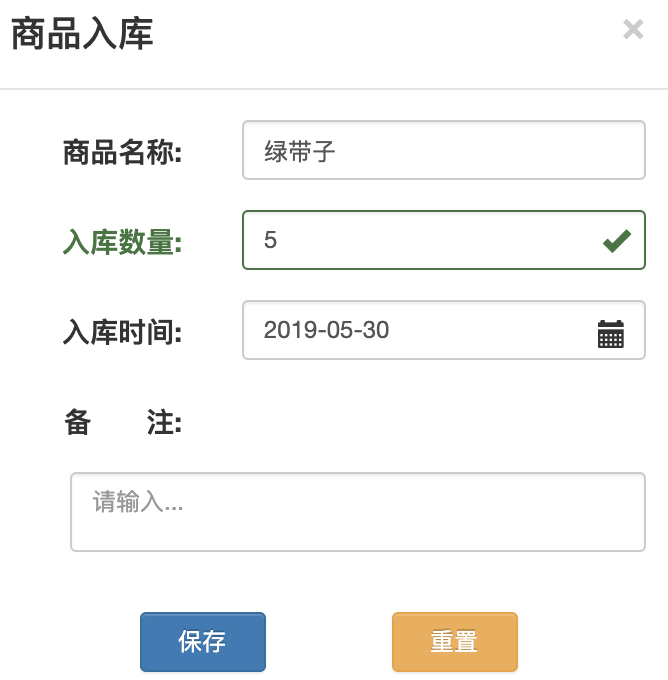 商品入库
×
商品名称: 绿带子
入库数量: 5
入库时间: 2019-05-30
备 注:
请输入...
保存 重置